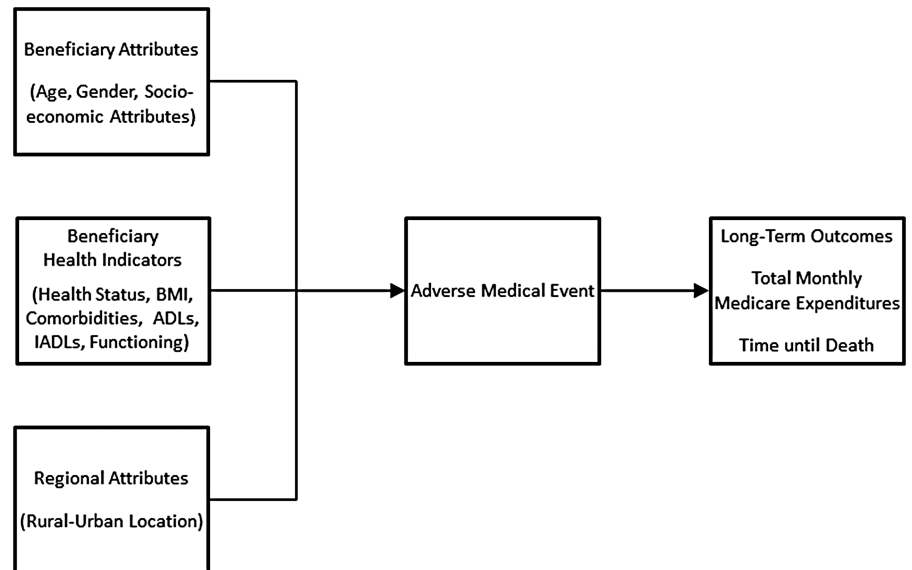 Beneficiary Attributes
(Age, Gender, Socio-
economic Attributes)
Beneficiary
Health Indicators
(Health Status, BMI,
Comorbidities, ADLs,
IADLs, Functioning)
Regional Attributes
(Rural-Urban Location)
Adverse Medical Event
Long-Term Outcomes
Total Monthly
Medicare Expenditures
Time until Death